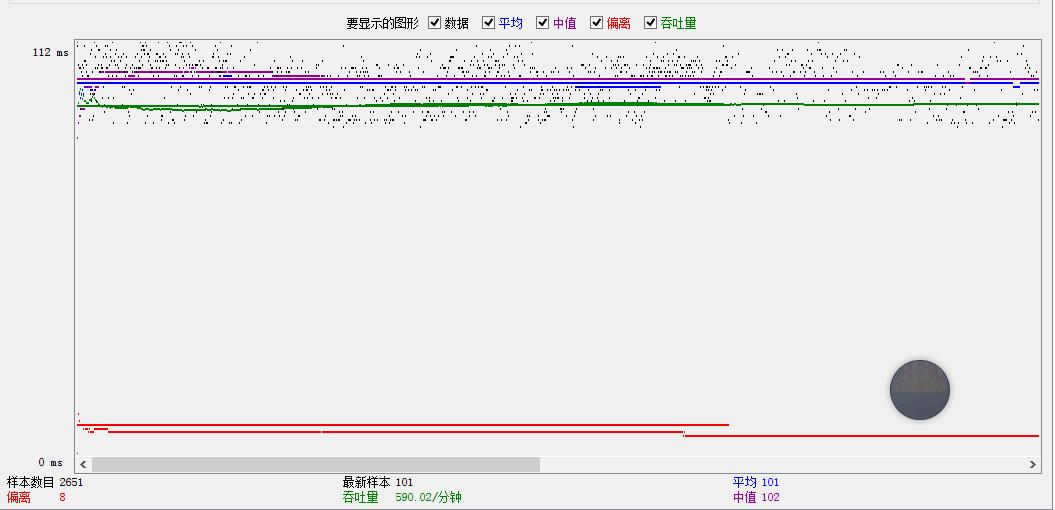 要显示的图形 数据 平均 中值 偏离 吞吐量
112 ms
0 ms
样本数目 2651 最新样本 101 平均 101
偏离 8 吞吐量 590.02/分钟 中值 102